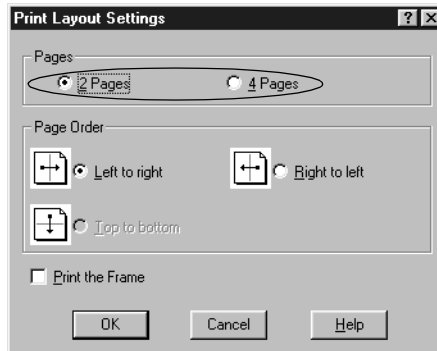 Print Layout Settings
Pages
2 Pages 4 Pages
Page Order
Left to right Right to left
Top to bottom
Print the Frame
OK Cancel Help